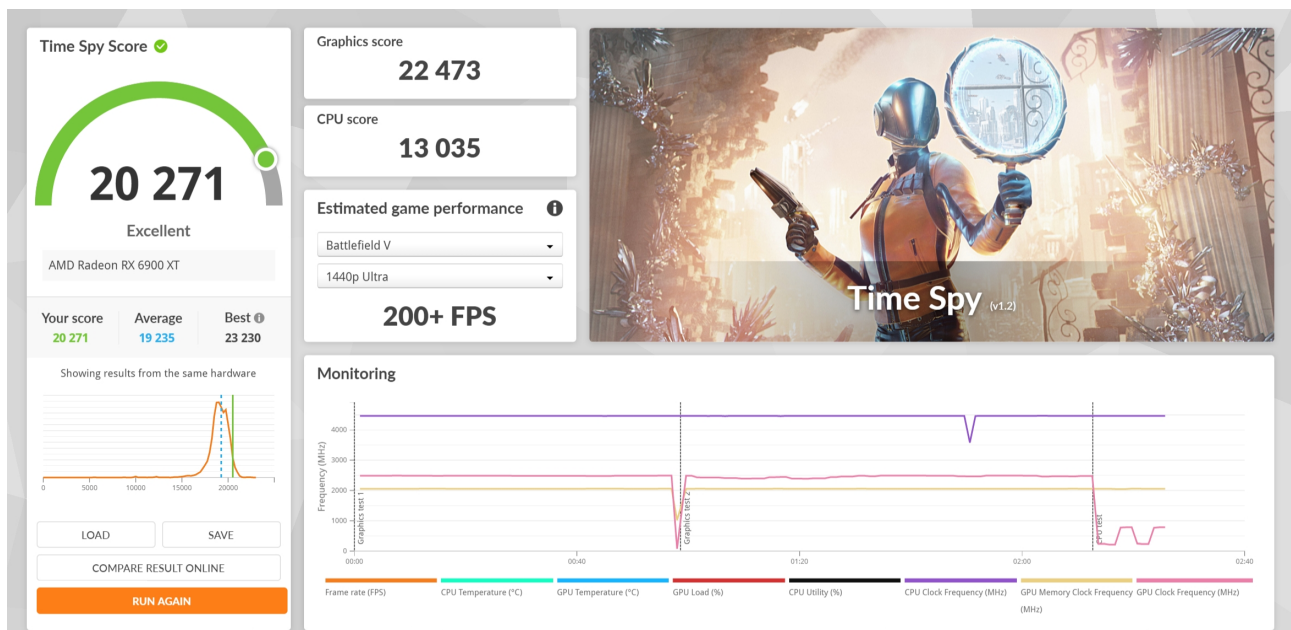 Time Spy Score
20 271
Excellent
AMD Radeon RX 6900 XT
Your score
20 271
Average
19 235
Best
23 230
Showing results from the same hardware
0 5000 10000 15000 20000
LOAD
SAVE
COMPARE RESULT ONLINE
RUN AGAIN
Graphics score
22 473
CPU score
13 035
Estimated game performance
Battlefield V
1440p Ultra
200+ FPS
Time Spy (v1.2)
Monitoring
Frequency (MHz)
4000
3000
2000
1000
0
Graphics test 1
Graphics test 2
CPU test
00:00 00:40 01:20 02:00 02:40
Frame rate (FPS)
CPU Temperature (°C)
GPU Temperature (°C)
GPU Load (%)
CPU Utility (%)
CPU Clock Frequency (MHz)
GPU Memory Clock Frequency
(MHz)
GPU Clock Frequency (MHz)